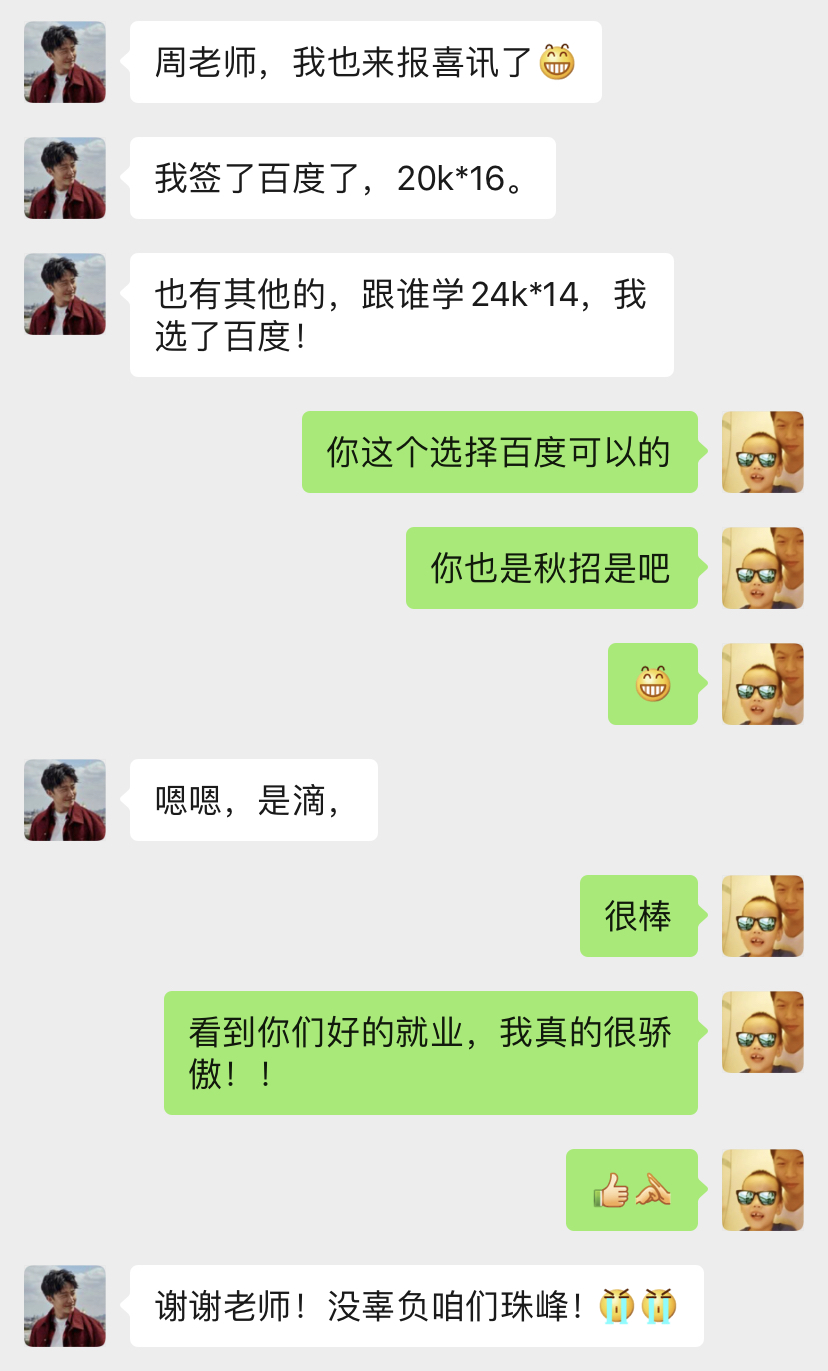 周老师，我也来报喜讯了😁
我签了百度了，20k*16。
也有其他的，跟谁学24k*14，我
选了百度！
你这个选择百度可以的
你也是秋招是吧
😁
嗯嗯，是滴，
很棒
看到你们好的就业，我真的很骄
傲！！
👍🙏
谢谢老师！没辜负咱们珠峰！😭😭